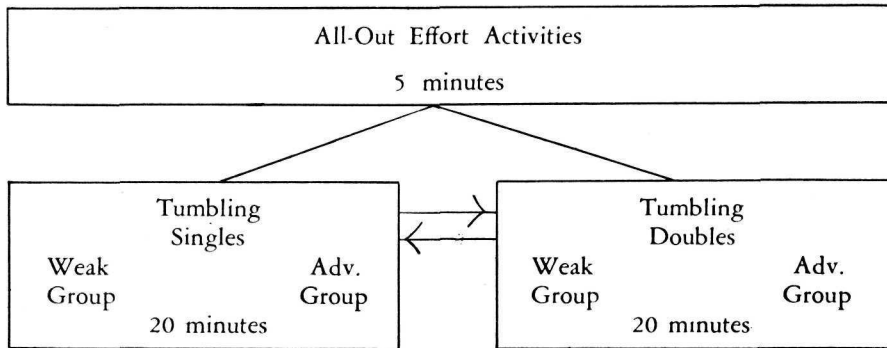 All-Out Effort Activities
5 minutes
Tumbling
Singles
Weak
Group
Adv.
Group
20 minutes
Tumbling
Doubles
Weak
Group
Adv.
Group
20 minutes